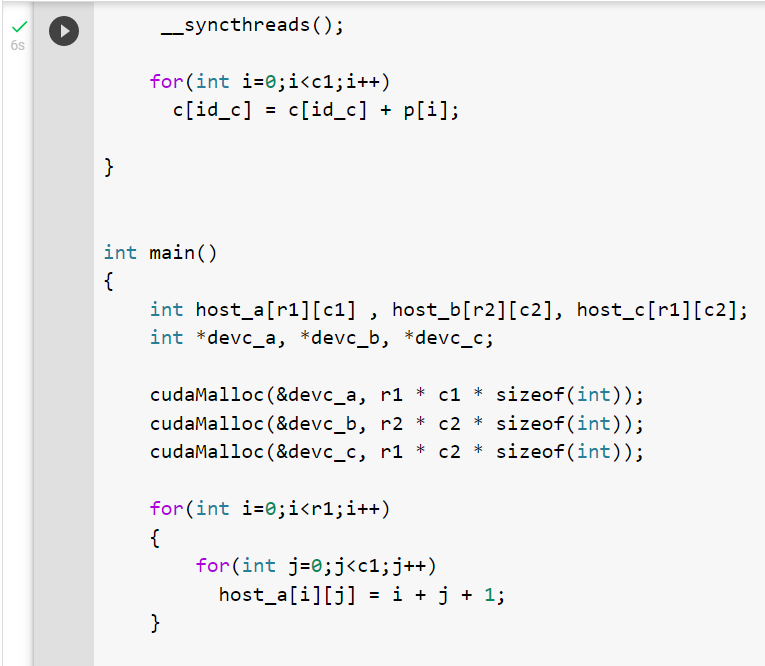 6s
__syncthreads();
for(int i=0;i<c1;i++)
c[id_c] = c[id_c] + p[i];
}
int main()
{
int host_a[r1][c1] , host_b[r2][c2], host_c[r1][c2];
int *devc_a, *devc_b, *devc_c;
cudaMalloc(&devc_a, r1 * c1 * sizeof(int));
cudaMalloc(&devc_b, r2 * c2 * sizeof(int));
cudaMalloc(&devc_c, r1 * c2 * sizeof(int));
for(int i=0;i<r1;i++)
{
for(int j=0;j<c1;j++)
host_a[i][j] = i + j + 1;
}